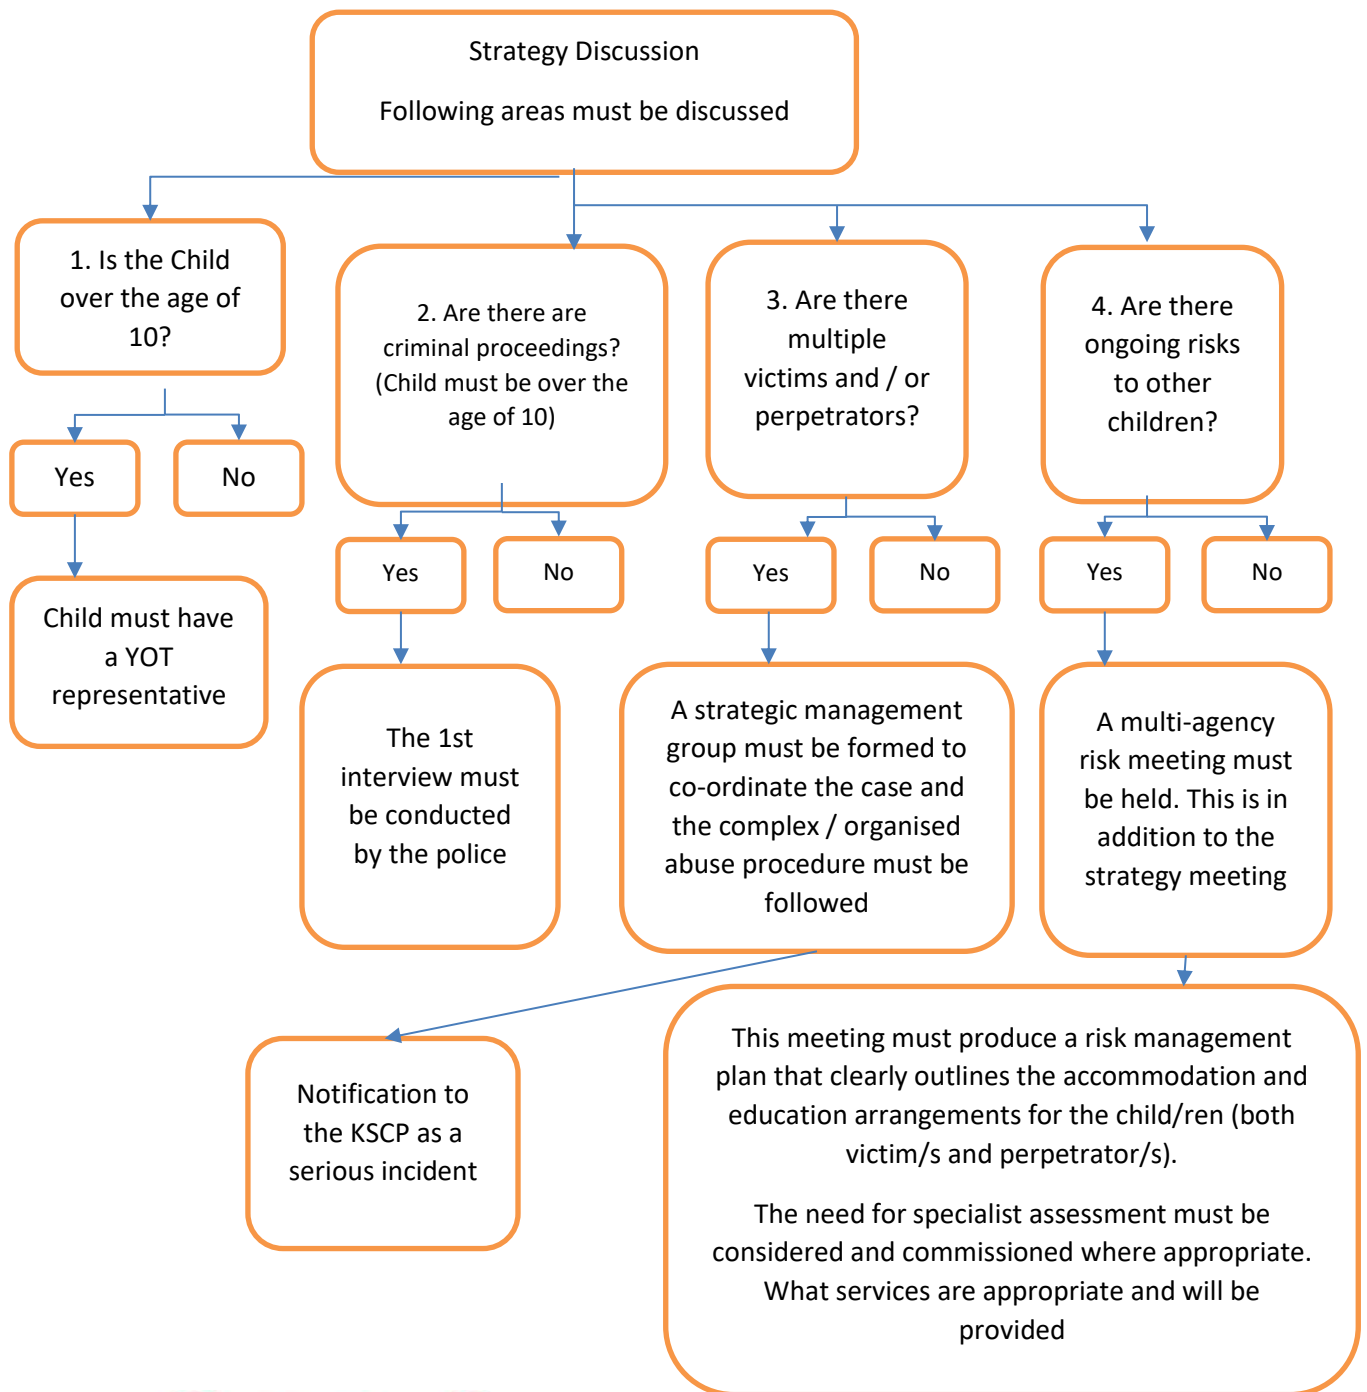 Strategy Discussion
Following areas must be discussed
1. Is the Child
over the age of
10?
Yes
No
Child must have
a YOT
representative
2. Are there are
criminal proceedings?
(Child must be over the
age of 10)
Yes
No
The 1st
interview must
be conducted
by the police
3. Are there
multiple
victims and / or
perpetrators?
Yes
No
A strategic management
group must be formed to
co-ordinate the case and
the complex / organised
abuse procedure must be
followed
Notification to
the KSCP as a
serious incident
4. Are there
ongoing risks
to other
children?
Yes
No
A multi-agency
risk meeting must
be held. This is in
addition to the
strategy meeting
This meeting must produce a risk management
plan that clearly outlines the accommodation and
education arrangements for the child/ren (both
victim/s and perpetrator/s).
The need for specialist assessment must be
considered and commissioned where appropriate.
What services are appropriate and will be
provided